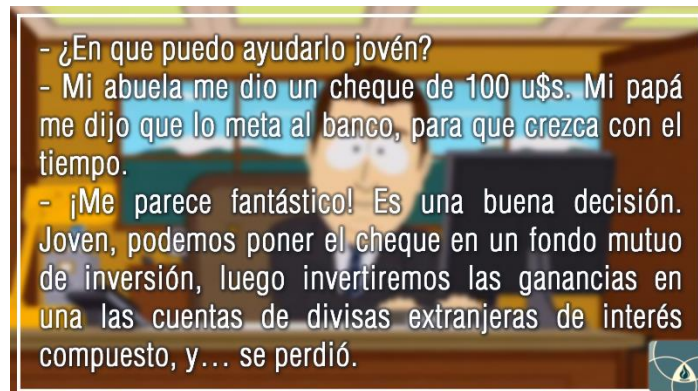 - ¿En que puedo ayudarlo jovén?
- Mi abuela me dio un cheque de 100 u$s. Mi papá
me dijo que lo meta al banco, para que crezca con el
tiempo.
- ¡Me parece fantástico! Es una buena decisión.
Joven, podemos poner el cheque en un fondo mutuo
de inversión, luego invertiremos las ganancias en
una las cuentas de divisas extranjeras de interés
compuesto, y… se perdió.